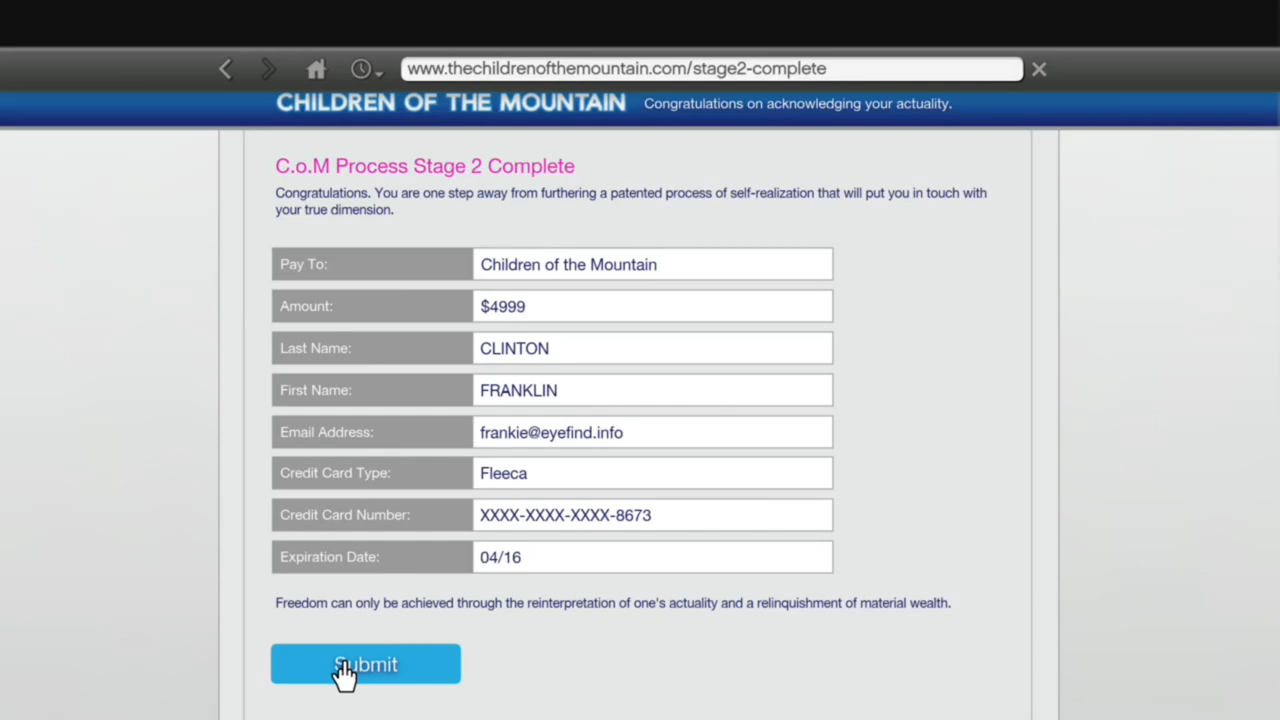 www.thechildrenofthemountain.com/stage2-complete
CHILDREN OF THE MOUNTAIN Congratulations on acknowledging your actuality.
C.o.M Process Stage 2 Complete
Congratulations. You are one step away from furthering a patented process of self-realization that will put you in touch with
your true dimension.
Pay To: Children of the Mountain
Amount: $4999
Last Name: CLINTON
First Name: FRANKLIN
Email Address: frankie@eyefind.info
Credit Card Type: Fleeca
Credit Card Number: XXXX-XXXX-XXXX-8673
Expiration Date: 04/16
Freedom can only be achieved through the reinterpretation of one's actuality and a relinquishment of material wealth.
Submit